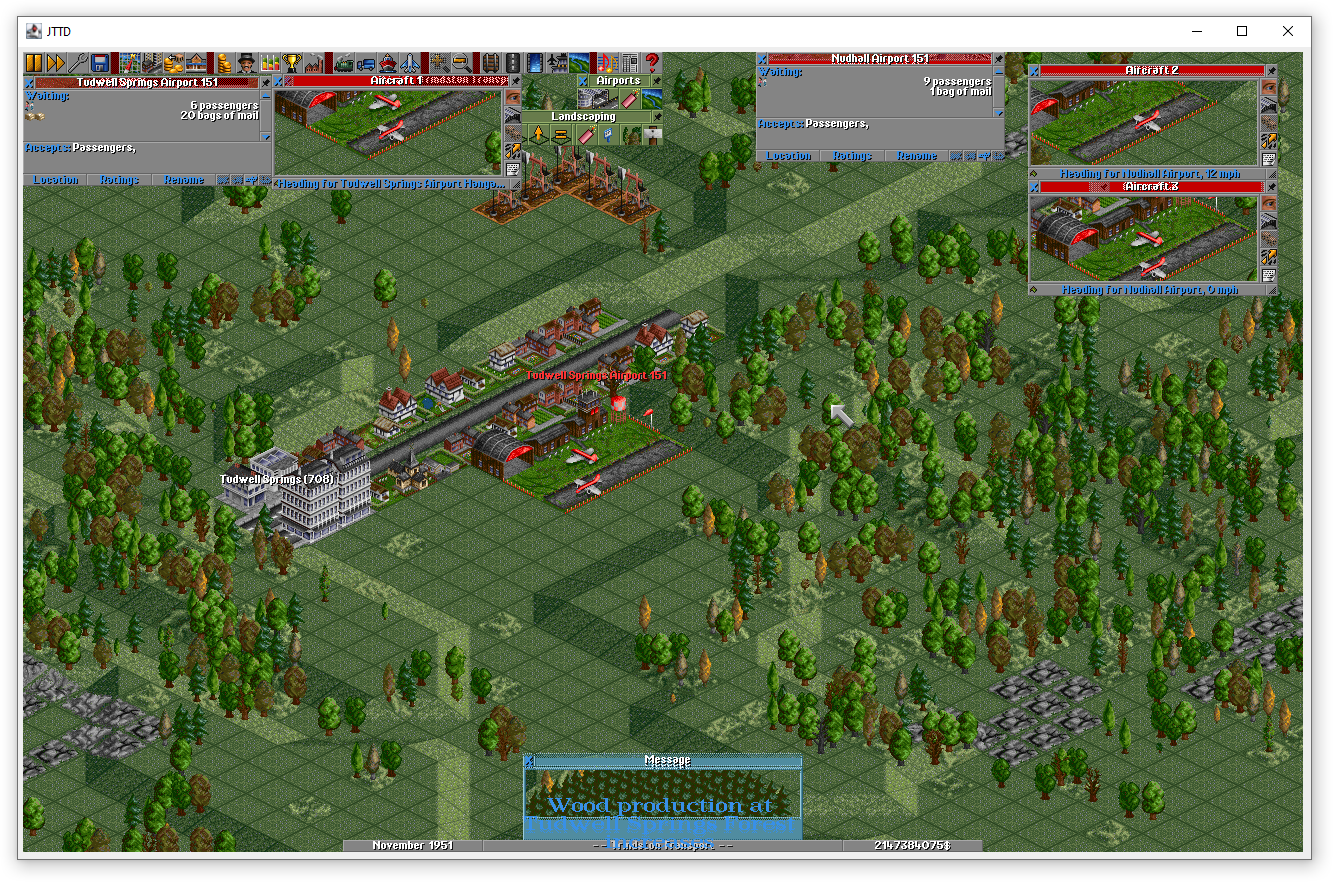 JTTD
Tudwell Springs Airport 151
Waiting:
6 passengers
20 bags of mail
Accepts: Passengers,
Location
Ratings
Rename
Aircraft 1
Heading for Tudwell Springs Airport Hanga...
Airports
Landscaping
Nudhall Airport 151
Waiting:
9 passengers
1 bag of mail
Accepts: Passengers,
Location
Ratings
Rename
Aircraft 2
Heading for Nudhall Airport, 12 mph
Aircraft 3
Heading for Nudhall Airport, 0 mph
Tudwell Springs Airport 151
Tudwell Springs (708)
Message
Wood production at
Tudwell Springs Forest
November 1951
-- Trindston Transport --
2147384075$